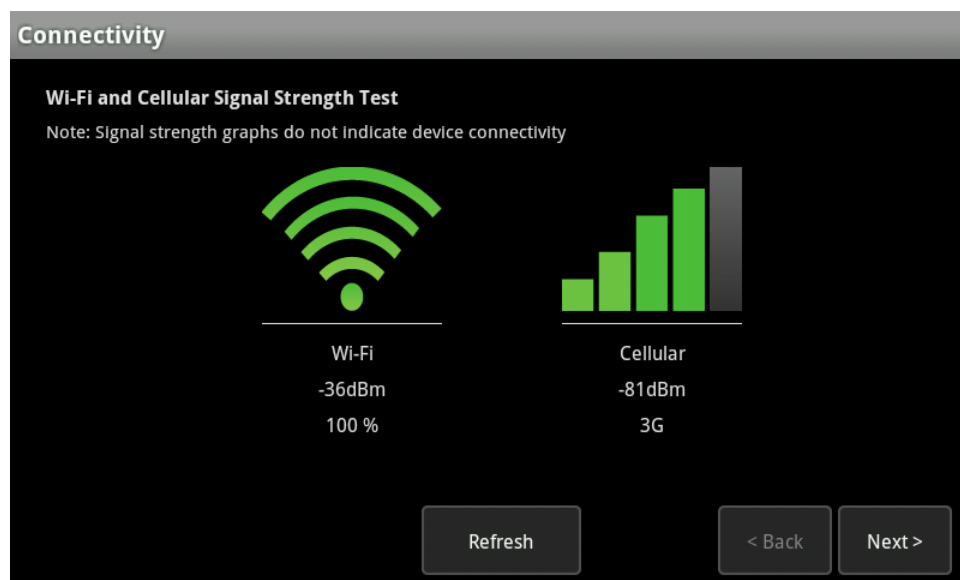 Connectivity
Wi-Fi and Cellular Signal Strength Test
Note: Signal strength graphs do not indicate device connectivity
Wi-Fi
Cellular
-36dBm
-81dBm
100 %
3G
Refresh
< Back
Next >